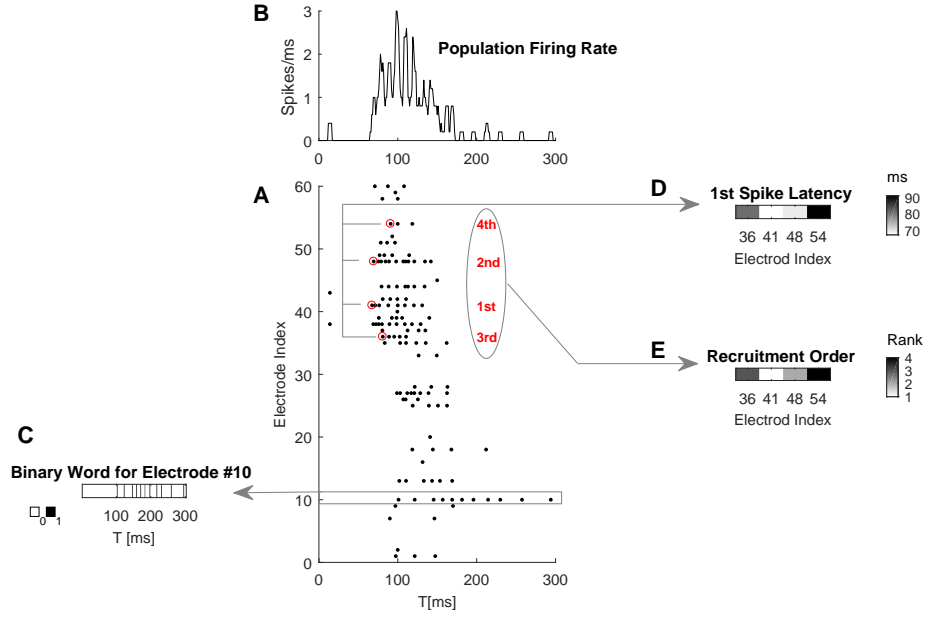 B
Population Firing Rate
Spikes/ms
3
2
1
0
0 100 200 300
A
Electrode Index
60
50
40
30
20
10
0
0 100 200 300
T[ms]
4th
2nd
1st
3rd
D
1st Spike Latency
36 41 48 54
Electrod Index
ms
90
80
70
E
Recruitment Order
36 41 48 54
Electrod Index
Rank
4
3
2
1
C
Binary Word for Electrode #10
0 1
100 200 300
T [ms]